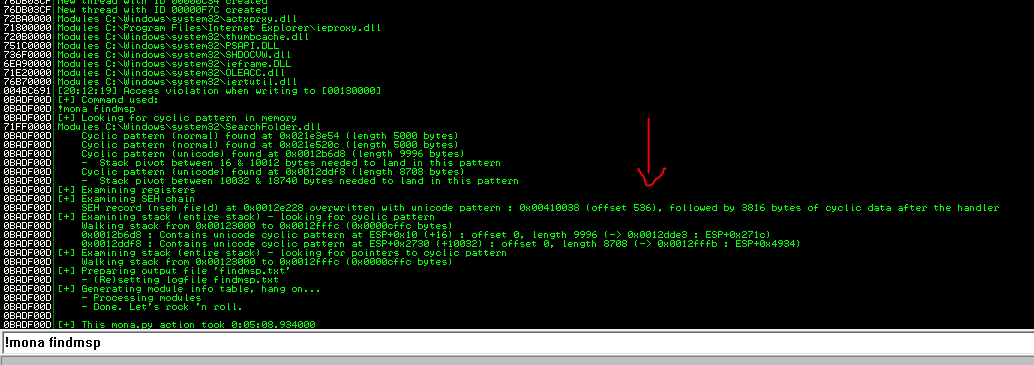 76DB03CF New thread with ID 00000C34 created
76DB03CF New thread with ID 00000F7C created
72BA0000 Modules C:\Windows\system32\actxprxy.dll
71800000 Modules C:\Program Files\Internet Explorer\ieproxy.dll
720B0000 Modules C:\Windows\system32\thumbcache.dll
751C0000 Modules C:\Windows\system32\PSAPI.DLL
736F0000 Modules C:\Windows\system32\SHDOCVW.dll
6EA90000 Modules C:\Windows\system32\ieframe.DLL
71E20000 Modules C:\Windows\system32\OLEACC.dll
76B70000 Modules C:\Windows\system32\iertutil.dll
004BC691 [20:12:19] Access violation when writing to [00130000]
0BADF00D [+] Command used:
0BADF00D !mona findmsp
0BADF00D [+] Looking for cyclic pattern in memory
71FF0000 Modules C:\Windows\system32\SearchFolder.dll
0BADF00D Cyclic pattern (normal) found at 0x021e3e54 (length 5000 bytes)
0BADF00D Cyclic pattern (normal) found at 0x021e520c (length 5000 bytes)
0BADF00D Cyclic pattern (unicode) found at 0x0012b6d8 (length 9996 bytes)
0BADF00D - Stack pivot between 16 & 10012 bytes needed to land in this pattern
0BADF00D Cyclic pattern (unicode) found at 0x0012ddf8 (length 8708 bytes)
0BADF00D - Stack pivot between 10032 & 18740 bytes needed to land in this pattern
0BADF00D [+] Examining registers
0BADF00D [+] Examining SEH chain
0BADF00D SEH record (nseh field) at 0x0012e228 overwritten with unicode pattern : 0x00410038 (offset 536), followed by 3816 bytes of cyclic data after the handler
0BADF00D [+] Examining stack (entire stack) - looking for cyclic pattern
0BADF00D Walking stack from 0x00123000 to 0x0012fffc (0x0000cffc bytes)
0BADF00D 0x0012b6d8 : Contains unicode cyclic pattern at ESP+0x10 (+16) : offset 0, length 9996 (-> 0x0012dde3 : ESP+0x271c)
0BADF00D 0x0012ddf8 : Contains unicode cyclic pattern at ESP+0x2730 (+10032) : offset 0, length 8708 (-> 0x0012fffb : ESP+0x4934)
0BADF00D [+] Examining stack (entire stack) - looking for pointers to cyclic pattern
0BADF00D Walking stack from 0x00123000 to 0x0012fffc (0x0000cffc bytes)
0BADF00D [+] Preparing output file 'findmsp.txt'
0BADF00D - (Re)setting logfile findmsp.txt
0BADF00D [+] Generating module info table, hang on...
0BADF00D - Processing modules
0BADF00D - Done. Let's rock 'n roll.
0BADF00D
0BADF00D [+] This mona.py action took 0:05:08.934000
!mona findmsp